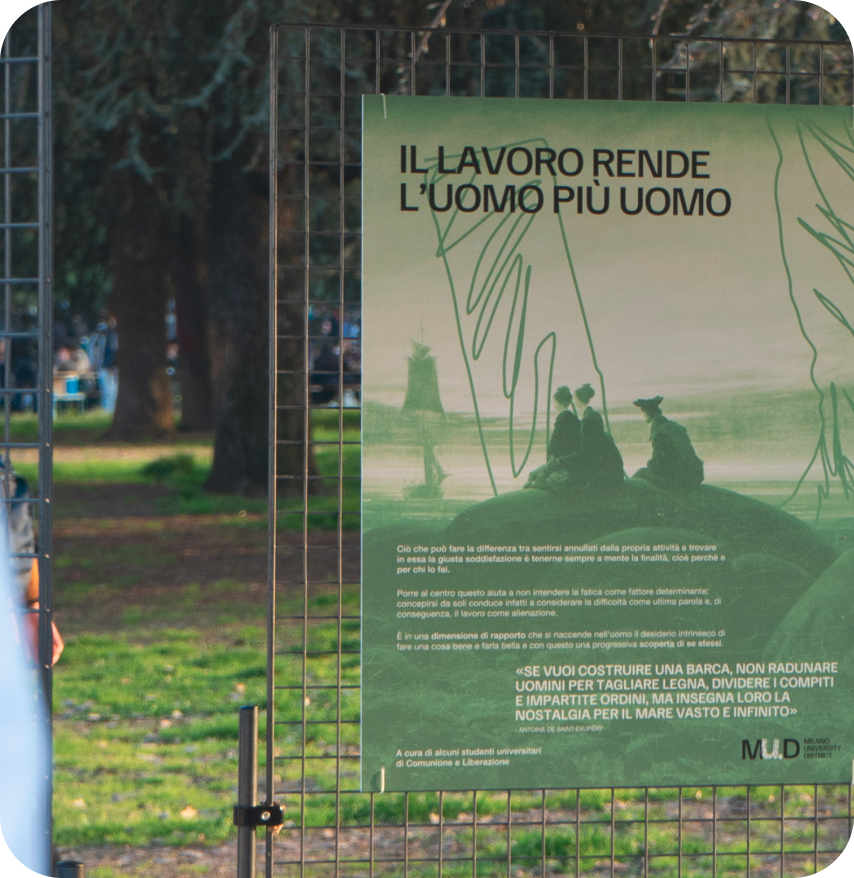 IL LAVORO RENDE
L'UOMO PIÙ UOMO
Ciò che può fare la differenza tra sentirsi annullati dalla propria attività e trovare
in essa la giusta soddisfazione è tenerne sempre a mente la finalità, cioè perchè e
per chi lo fai.
Porre al centro questo aiuta a non intendere la fatica come fattore determinante:
concepirsi da soli conduce infatti a considerare la difficoltà come ultima parola e, di
conseguenza, il lavoro come alienazione.
È in una dimensione di rapporto che si riaccende nell'uomo il desiderio intrinseco di
fare una cosa bene e farla bella e con questo una progressiva scoperta di se stessi.
«SE VUOI COSTRUIRE UNA BARCA, NON RADUNARE
UOMINI PER TAGLIARE LEGNA, DIVIDERE I COMPITI
E IMPARTITE ORDINI, MA INSEGNA LORO LA
NOSTALGIA PER IL MARE VASTO E INFINITO»
- ANTOINE DE SAINT-EXUPÉRY
A cura di alcuni studenti universitari
di Comunione e Liberazione
MU.D MILANO
UNIVERSITY
DISTRICT